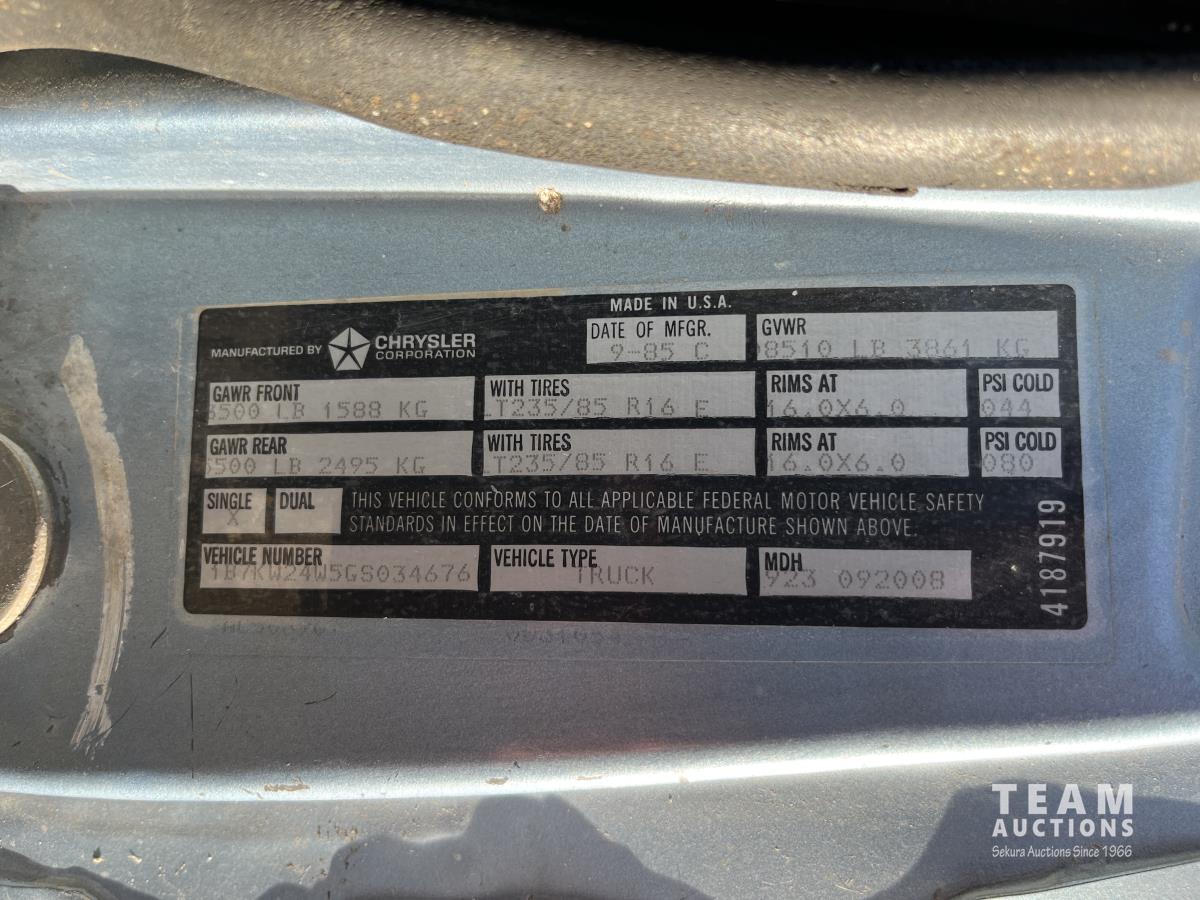 MADE IN U.S.A.
MANUFACTURED BY CHRYSLER CORPORATION
DATE OF MFGR. 9-85 C
GVWR 08510 LB 3861 KG
GAWR FRONT 3500 LB 1588 KG
WITH TIRES LT235/85 R16 E
RIMS AT 16.0X6.0
PSI COLD 044
GAWR REAR 5500 LB 2495 KG
WITH TIRES LT235/85 R16 E
RIMS AT 16.0X6.0
PSI COLD 080
SINGLE X
DUAL
THIS VEHICLE CONFORMS TO ALL APPLICABLE FEDERAL MOTOR VEHICLE SAFETY
STANDARDS IN EFFECT ON THE DATE OF MANUFACTURE SHOWN ABOVE.
VEHICLE NUMBER 1B7KW24W5GS034676
VEHICLE TYPE TRUCK
MDH 923 092008
4187919
TEAM
AUCTIONS
Sekura Auctions Since 1966